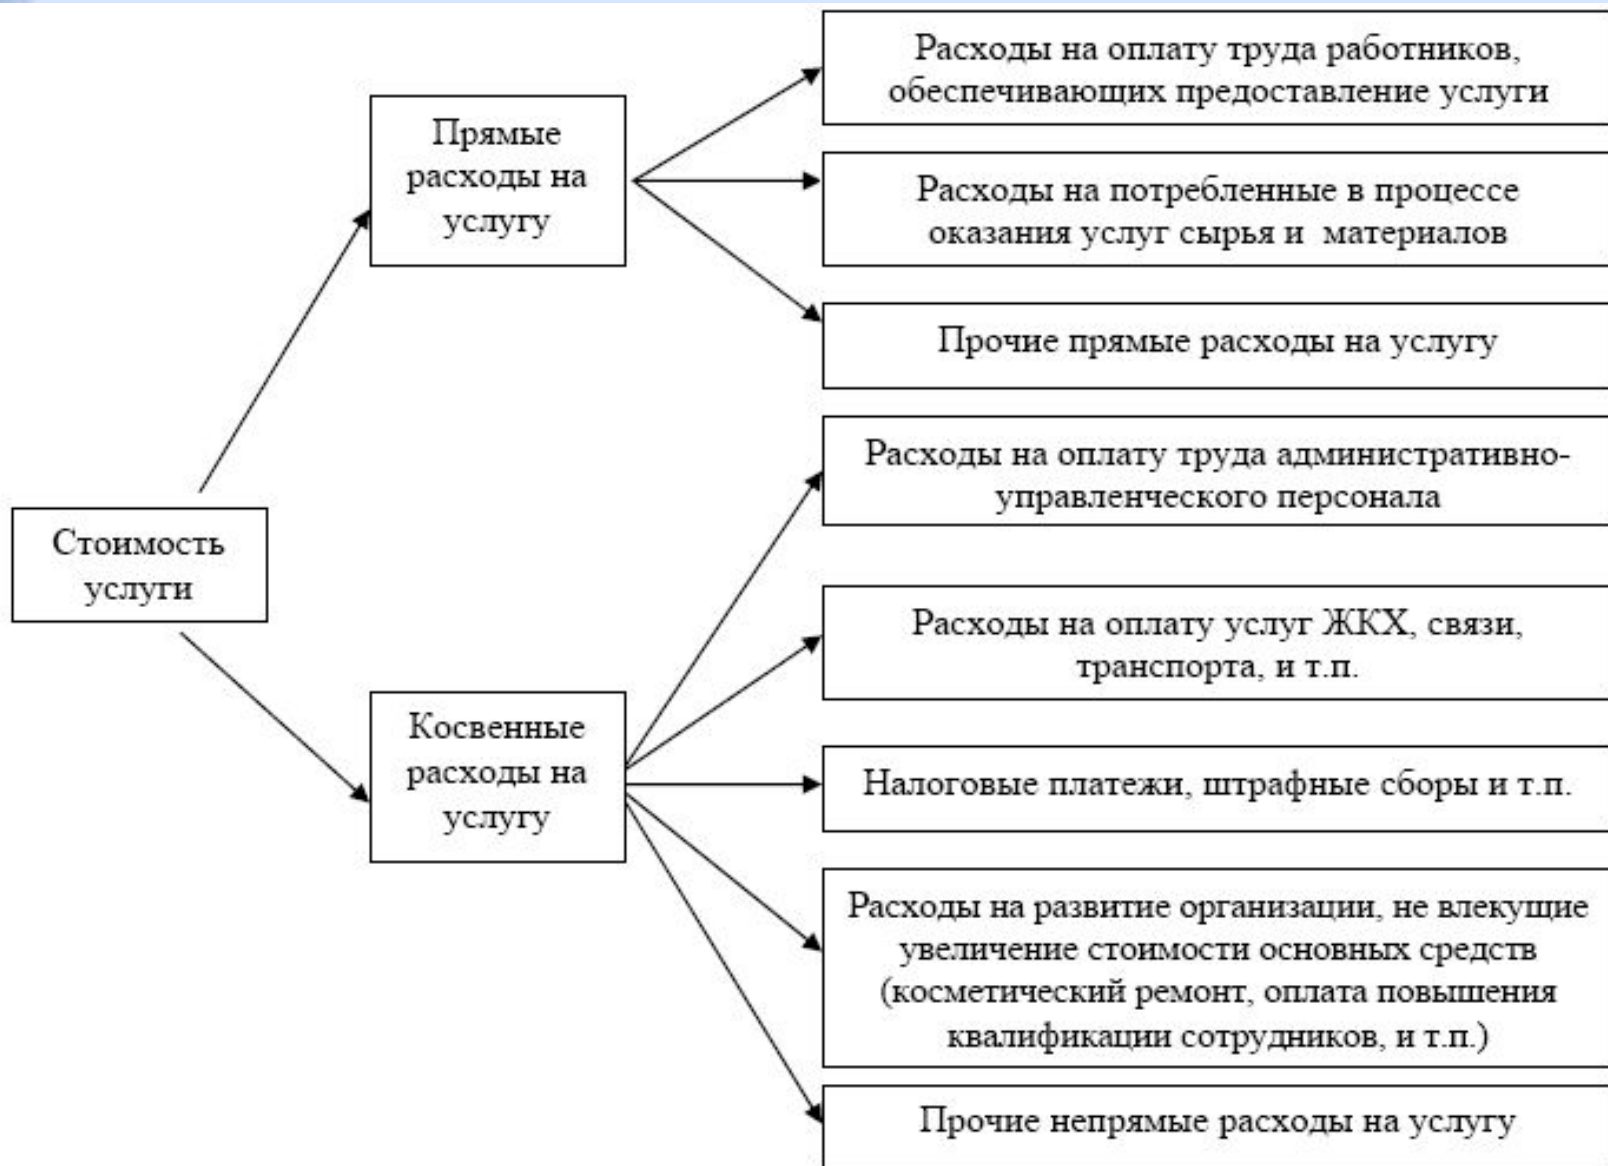 Стоимость
услуги
Прямые
расходы на
услугу
Расходы на оплату труда работников,
обеспечивающих предоставление услуги
Расходы на потребленные в процессе
оказания услуг сырья и материалов
Прочие прямые расходы на услугу
Косвенные
расходы на
услугу
Расходы на оплату труда административно-
управленческого персонала
Расходы на оплату услуг ЖКХ, связи,
транспорта, и т.п.
Налоговые платежи, штрафные сборы и т.п.
Расходы на развитие организации, не влекущие
увеличение стоимости основных средств
(косметический ремонт, оплата повышения
квалификации сотрудников, и т.п.)
Прочие непрямые расходы на услугу